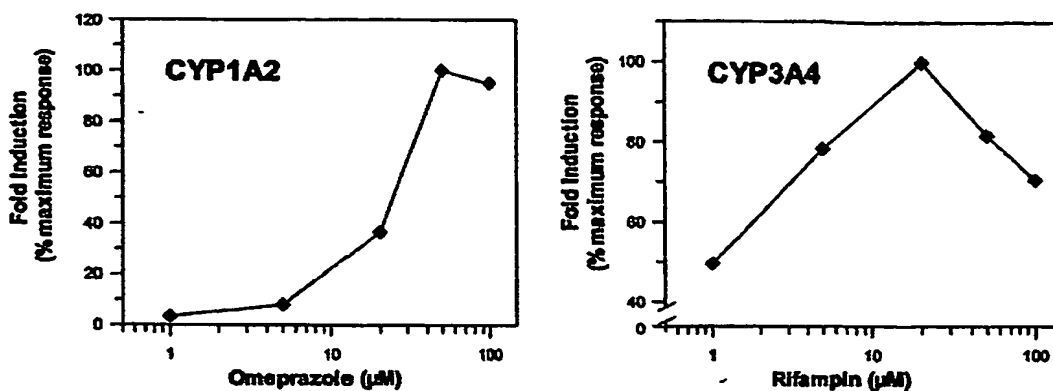 CYP1A2
Fold Induction
(% maximum response)
120
100
80
60
40
20
0
1
10
100
Omeprazole (μM)
CYP3A4
Fold Induction
(% maximum response)
100
80
60
40
0
1
10
100
Rifampin (μM)